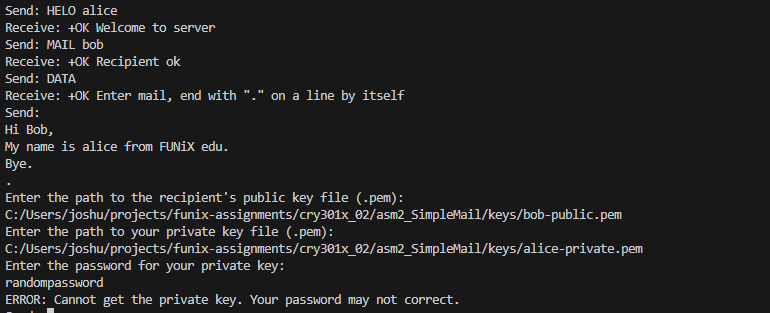 Send: HELO alice
Receive: +OK Welcome to server
Send: MAIL bob
Receive: +OK Recipient ok
Send: DATA
Receive: +OK Enter mail, end with "." on a line by itself
Send:
Hi Bob,
My name is alice from FUNiX edu.
Bye.
.
Enter the path to the recipient's public key file (.pem):
C:/Users/joshu/projects/funix-assignments/cry301x_02/asm2_SimpleMail/keys/bob-public.pem
Enter the path to your private key file (.pem):
C:/Users/joshu/projects/funix-assignments/cry301x_02/asm2_SimpleMail/keys/alice-private.pem
Enter the password for your private key:
randompassword
ERROR: Cannot get the private key. Your password may not correct.